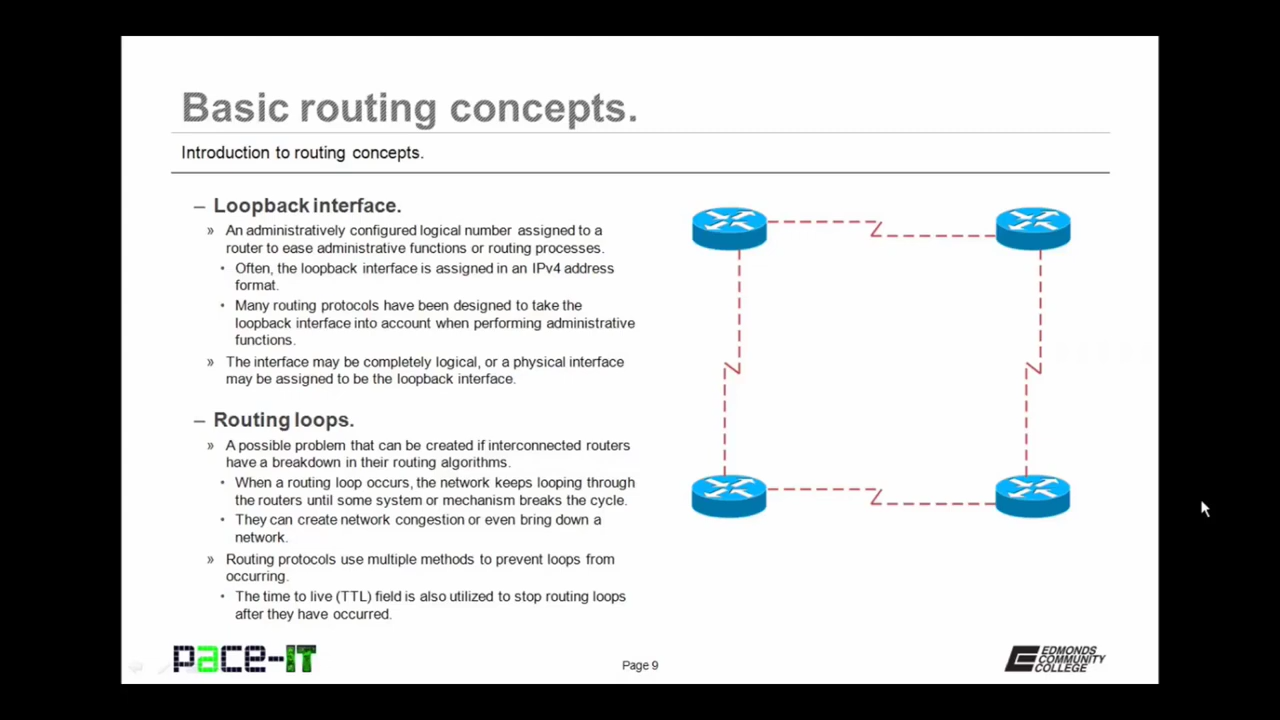 Basic routing concepts.
Introduction to routing concepts.
– Loopback interface.
» An administratively configured logical number assigned to a
router to ease administrative functions or routing processes.
• Often, the loopback interface is assigned in an IPv4 address
format.
• Many routing protocols have been designed to take the
loopback interface into account when performing administrative
functions.
» The interface may be completely logical, or a physical interface
may be assigned to be the loopback interface.
– Routing loops.
» A possible problem that can be created if interconnected routers
have a breakdown in their routing algorithms.
• When a routing loop occurs, the network keeps looping through
the routers until some system or mechanism breaks the cycle.
• They can create network congestion or even bring down a
network.
» Routing protocols use multiple methods to prevent loops from
occurring.
• The time to live (TTL) field is also utilized to stop routing loops
after they have occurred.
pace-IT
Page 9
EDMONDS
COMMUNITY
COLLEGE